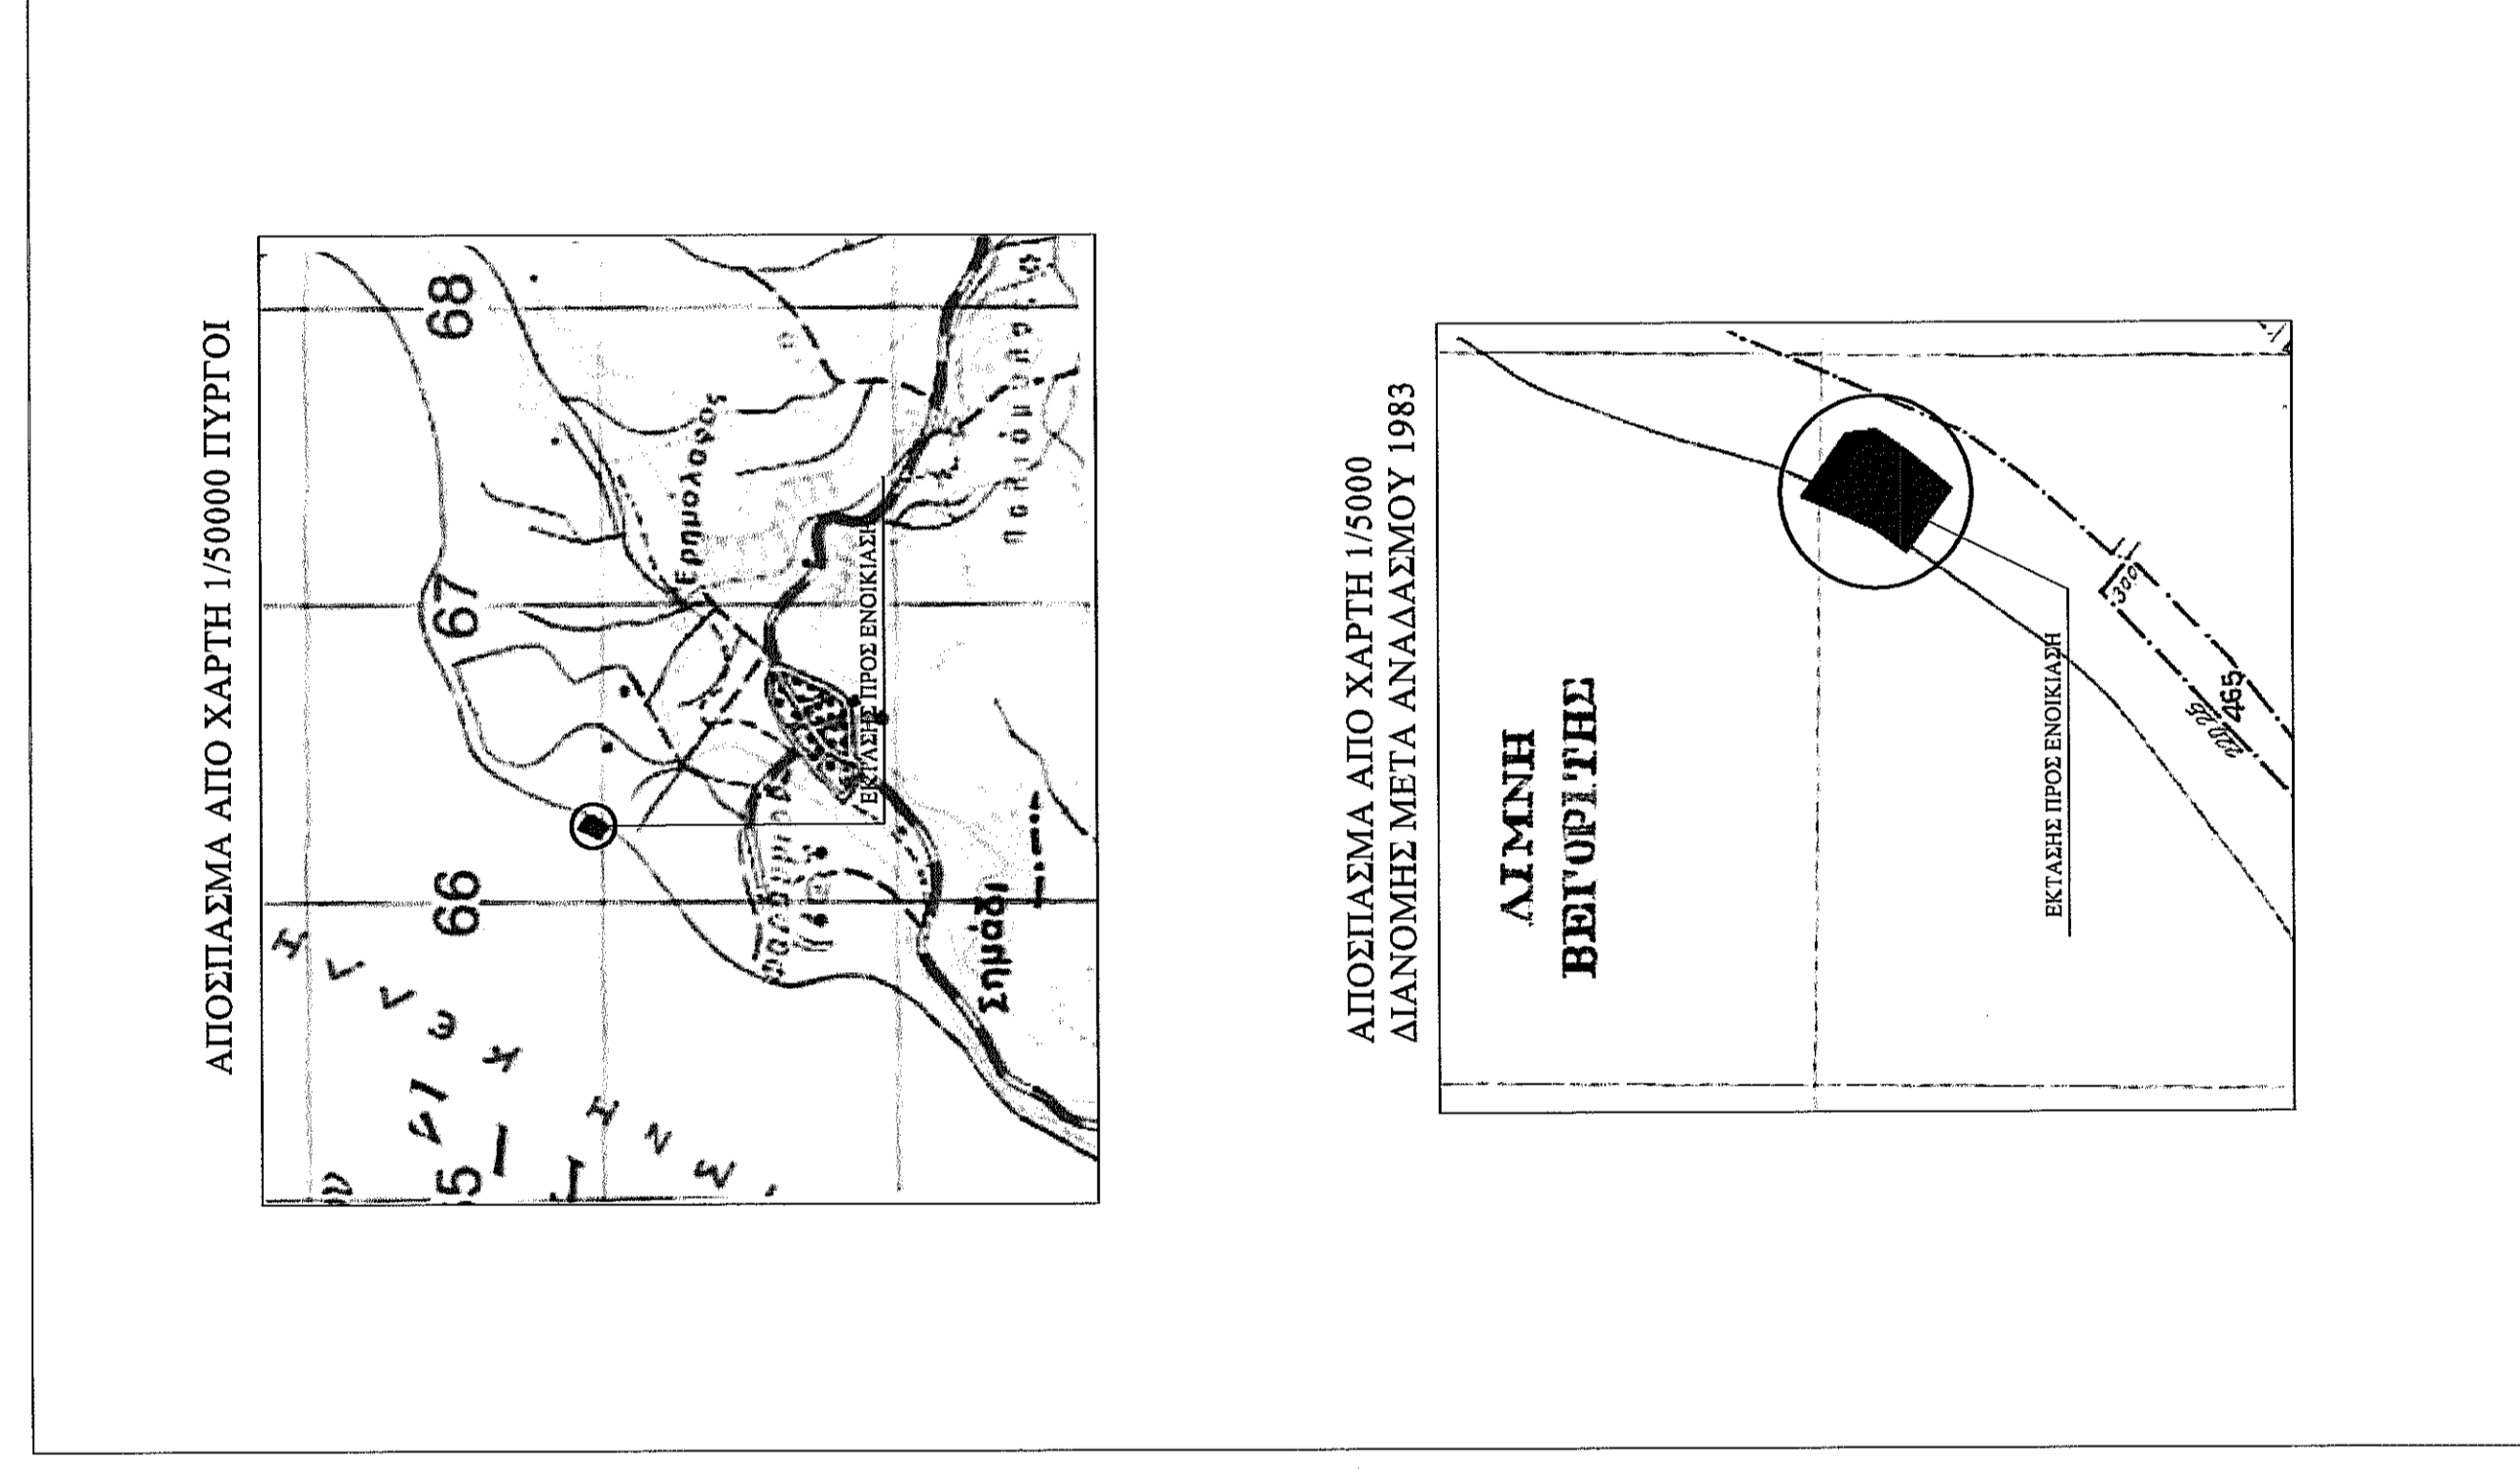 ΑΠΟΣΠΑΣΜΑ ΑΠΟ ΧΑΡΤΗ 1/50000 ΠΥΡΓΟΙ
68
67
66
Ερημόλαγος
ΕΚΤΑΣΗΣ ΠΡΟΣ ΕΝΟΙΚΙΑΣΗ
Σημάδι
ΑΠΟΣΠΑΣΜΑ ΑΠΟ ΧΑΡΤΗ 1/5000
ΔΙΑΝΟΜΗΣ ΜΕΤΑ ΑΝΑΔΑΣΜΟΥ 1983
ΛΙΜΝΗ
ΒΕΓΟΡΙΤΗΣ
ΕΚΤΑΣΗΣ ΠΡΟΣ ΕΝΟΙΚΙΑΣΗ
300
465